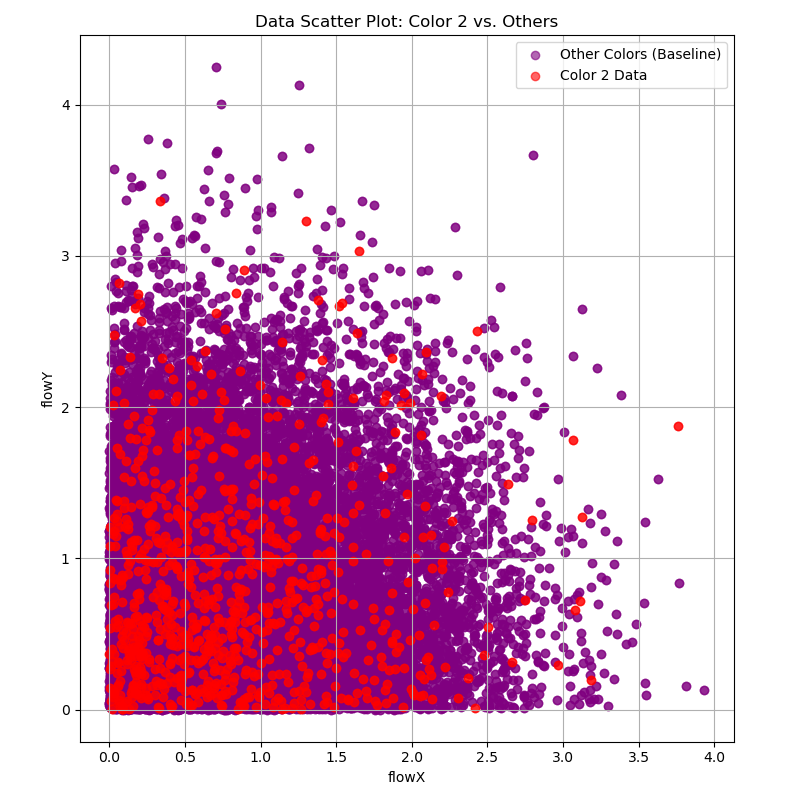 Data Scatter Plot: Color 2 vs. Others
Other Colors (Baseline)
Color 2 Data
4
3
2
1
0
flowY
0.0 0.5 1.0 1.5 2.0 2.5 3.0 3.5 4.0
flowX